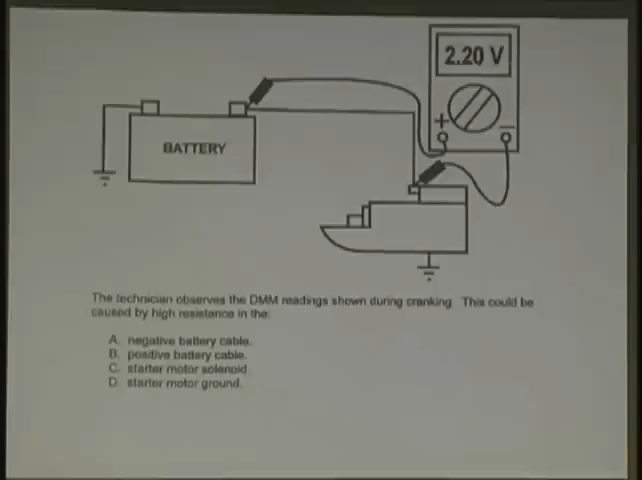 2.20 V
+ −
BATTERY
The technician observes the DMM readings shown during cranking. This could be
caused by high resistance in the:
A. negative battery cable.
B. positive battery cable.
C. starter motor solenoid.
D. starter motor ground.